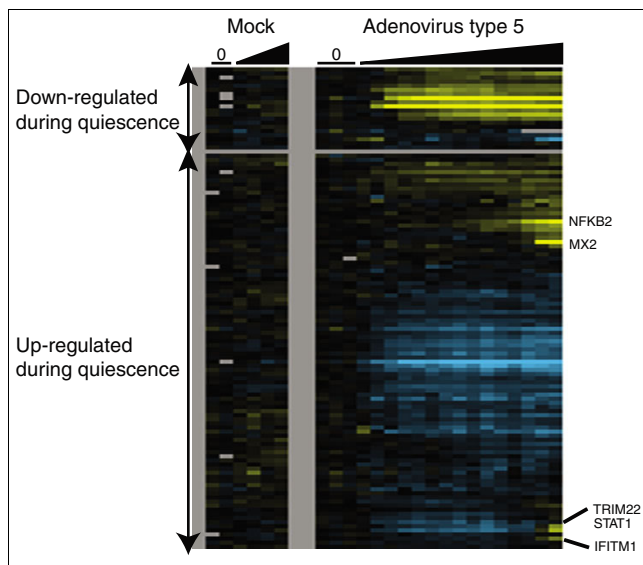 Mock
Adenovirus type 5
0
0
Down-regulated
during quiescence
NFKB2
MX2
Up-regulated
during quiescence
TRIM22
STAT1
IFITM1